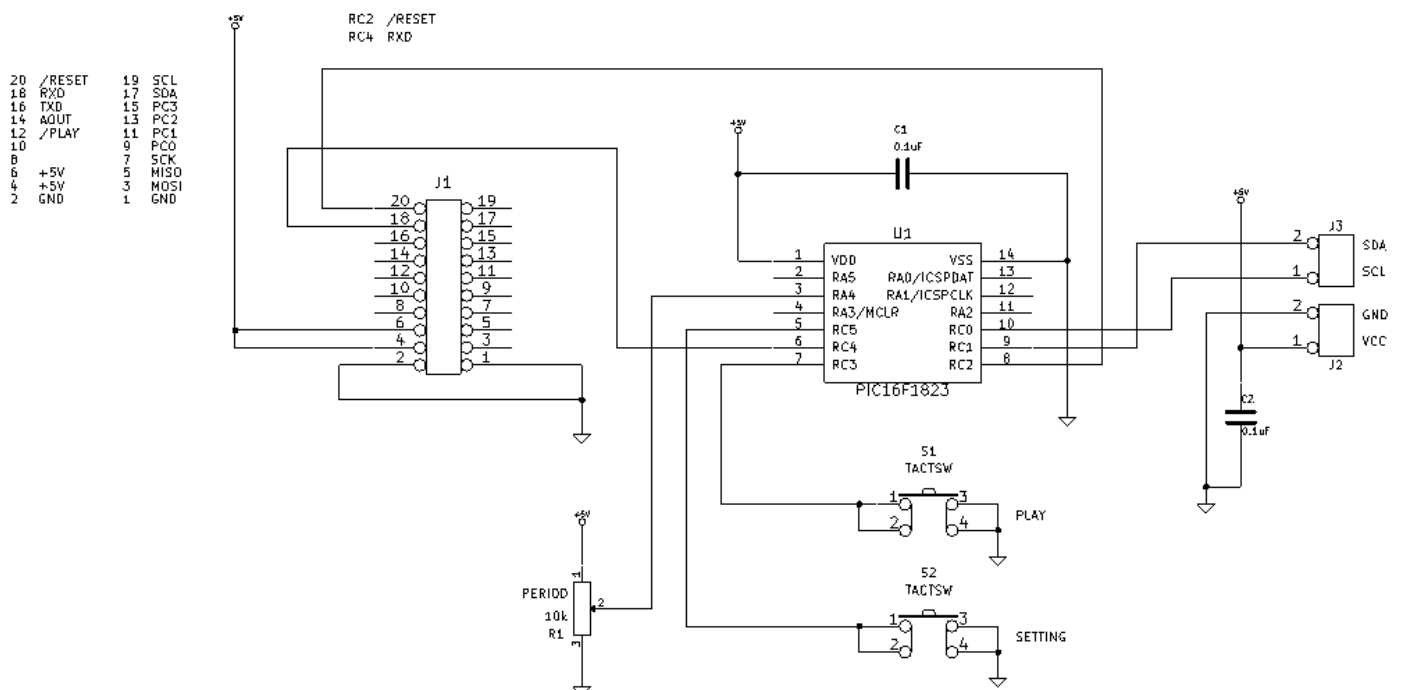 +5V
RC2 /RESET
RC4 RXD
20 /RESET 19 SCL
18 RXD 17 SDA
16 TXD 15 PC3
14 AOUT 13 PC2
12 /PLAY 11 PC1
10 9 PC0
8 7 SCK
6 +5V 5 MISO
4 +5V 3 MOSI
2 GND 1 GND
J1
20 19
18 17
16 15
14 13
12 11
10 9
8 7
6 5
4 3
2 1
+5V
C1
0.1uF
U1
1 VDD VSS 14
2 RA5 RA0/ICSPDAT 13
3 RA4 RA1/ICSPCLK 12
4 RA3/MCLR RA2 11
5 RC5 RC0 10
6 RC4 RC1 9
7 RC3 RC2 8
PIC16F1823
+5V
J3
2 SDA
1 SCL
2 GND
1 VCC
J2
C2
0.1uF
S1
TACTSW
1 3
2 4
PLAY
+5V
PERIOD
10k
R1
1
2
3
S2
TACTSW
1 3
2 4
SETTING